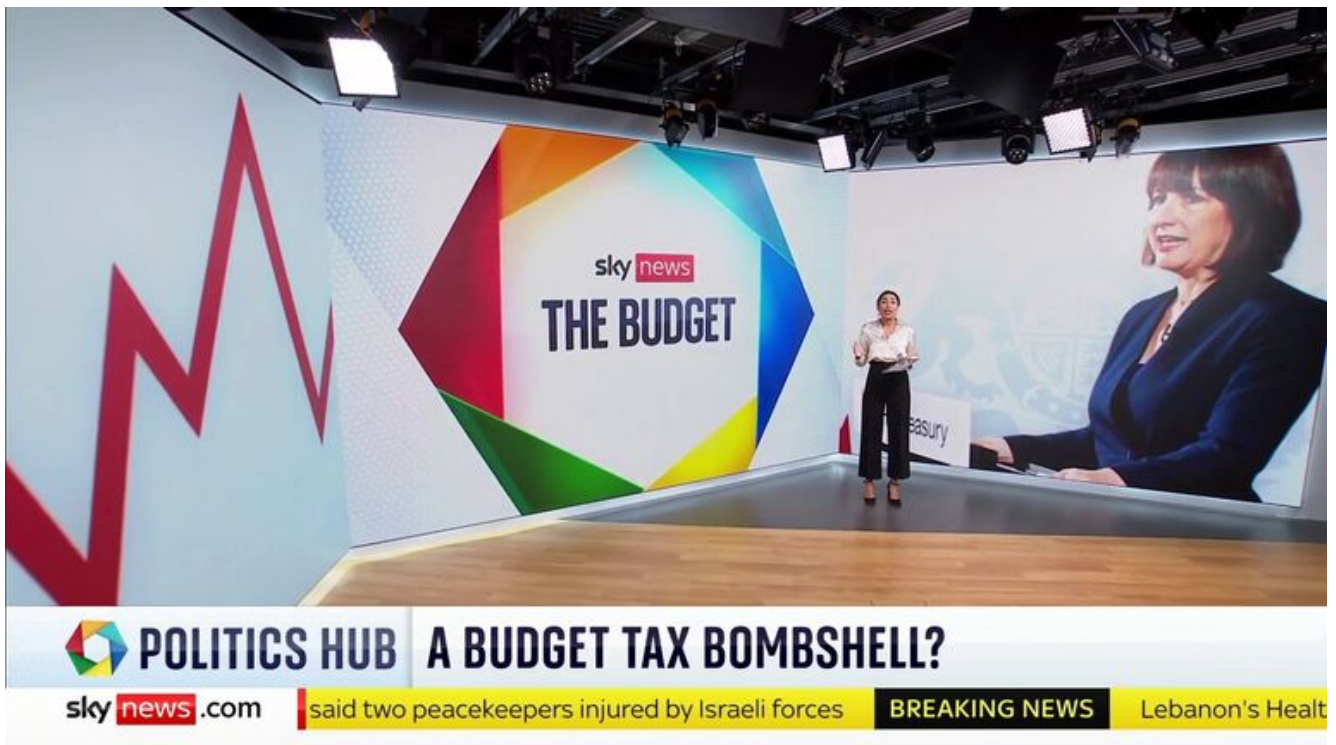 sky news
THE BUDGET
easury
POLITICS HUB
A BUDGET TAX BOMBSHELL?
sky news.com
said two peacekeepers injured by Israeli forces BREAKING NEWS Lebanon's Healt